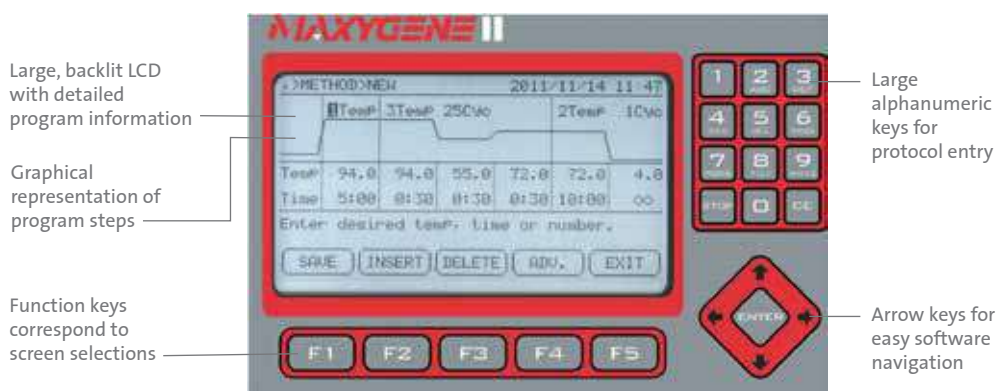 MAXYGENE II
Large, backlit LCD
with detailed
program information
Graphical
representation of
program steps
Function keys
correspond to
screen selections
.>METHOD>NEW 2011/11/14 11:47
1Temp 3Temp 25Cyc 2Temp 1Cyc
Temp 94.0 94.0 55.0 72.0 72.0 4.0
Time 5:00 0:30 0:30 0:30 10:00 ∞
Enter desired temp, time or number.
SAVE INSERT DELETE ADV. EXIT
F1 F2 F3 F4 F5
1 2 3
4 5 6
7 8 9
STOP 0 CE
ENTER
Large
alphanumeric
keys for
protocol entry
Arrow keys for
easy software
navigation